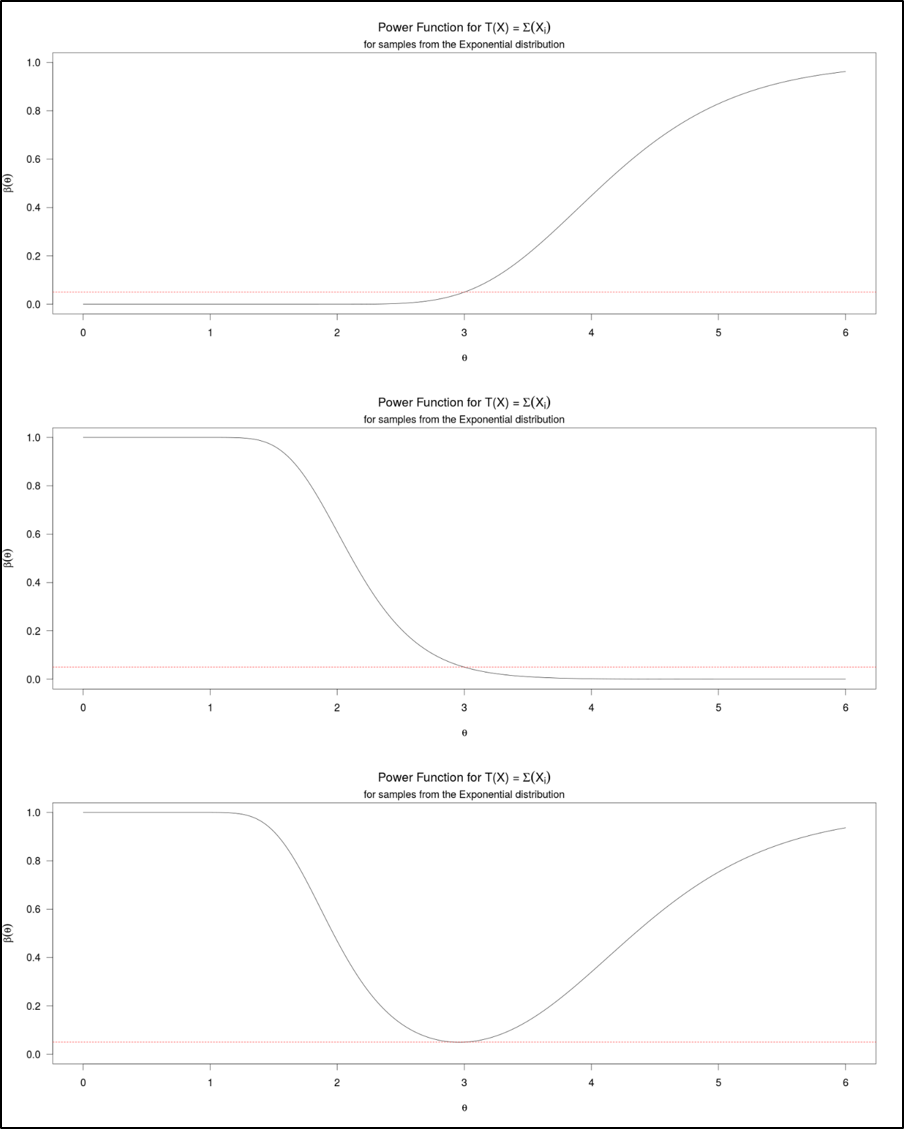 Power Function for T(X) = Σ(Xᵢ)
for samples from the Exponential distribution
1.0
0.8
0.6
0.4
0.2
0.0
β(θ)
0 1 2 3 4 5 6
θ
Power Function for T(X) = Σ(Xᵢ)
for samples from the Exponential distribution
1.0
0.8
0.6
0.4
0.2
0.0
β(θ)
0 1 2 3 4 5 6
θ
Power Function for T(X) = Σ(Xᵢ)
for samples from the Exponential distribution
1.0
0.8
0.6
0.4
0.2
0.0
β(θ)
0 1 2 3 4 5 6
θ